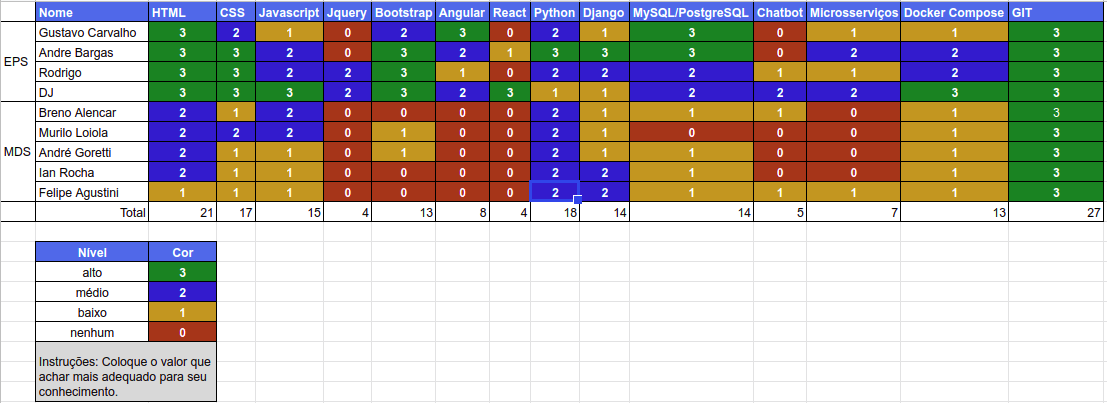 Nome HTML CSS Javascript Jquery Bootstrap Angular React Python Django MySQL/PostgreSQL Chatbot Microsserviços Docker Compose GIT
EPS
Gustavo Carvalho 3 2 1 0 2 3 0 2 1 3 0 1 1 3
Andre Bargas 3 3 2 0 3 2 1 3 3 3 0 2 2 3
Rodrigo 3 3 2 2 3 1 0 2 2 2 1 1 2 3
DJ 3 3 3 2 3 2 3 1 1 2 2 2 3 3
MDS
Breno Alencar 2 1 2 0 0 0 0 2 1 1 1 0 1 3
Murilo Loiola 2 2 2 0 1 0 0 2 1 0 0 0 1 3
André Goretti 2 1 1 0 1 0 0 2 1 1 0 0 1 3
Ian Rocha 2 1 1 0 0 0 0 2 2 1 0 0 1 3
Felipe Agustini 1 1 1 0 0 0 0 2 2 1 1 1 1 3
Total 21 17 15 4 13 8 4 18 14 14 5 7 13 27
Nível Cor
alto 3
médio 2
baixo 1
nenhum 0
Instruções: Coloque o valor que
achar mais adequado para seu
conhecimento.